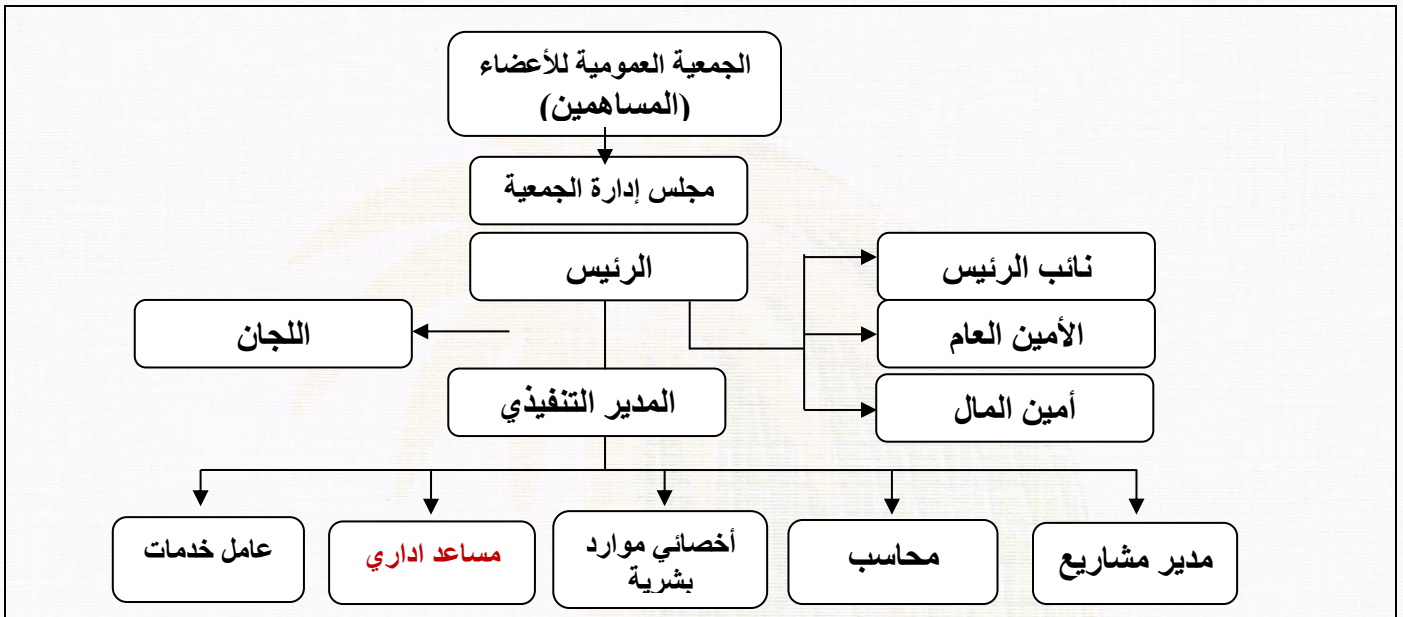 الجمعية العمومية للأعضاء
(المساهمين)
مجلس إدارة الجمعية
الرئيس
نائب الرئيس
الأمين العام
اللجان
أمين المال
المدير التنفيذي
مدير مشاريع
محاسب
أخصائي موارد
بشرية
مساعد اداري
عامل خدمات